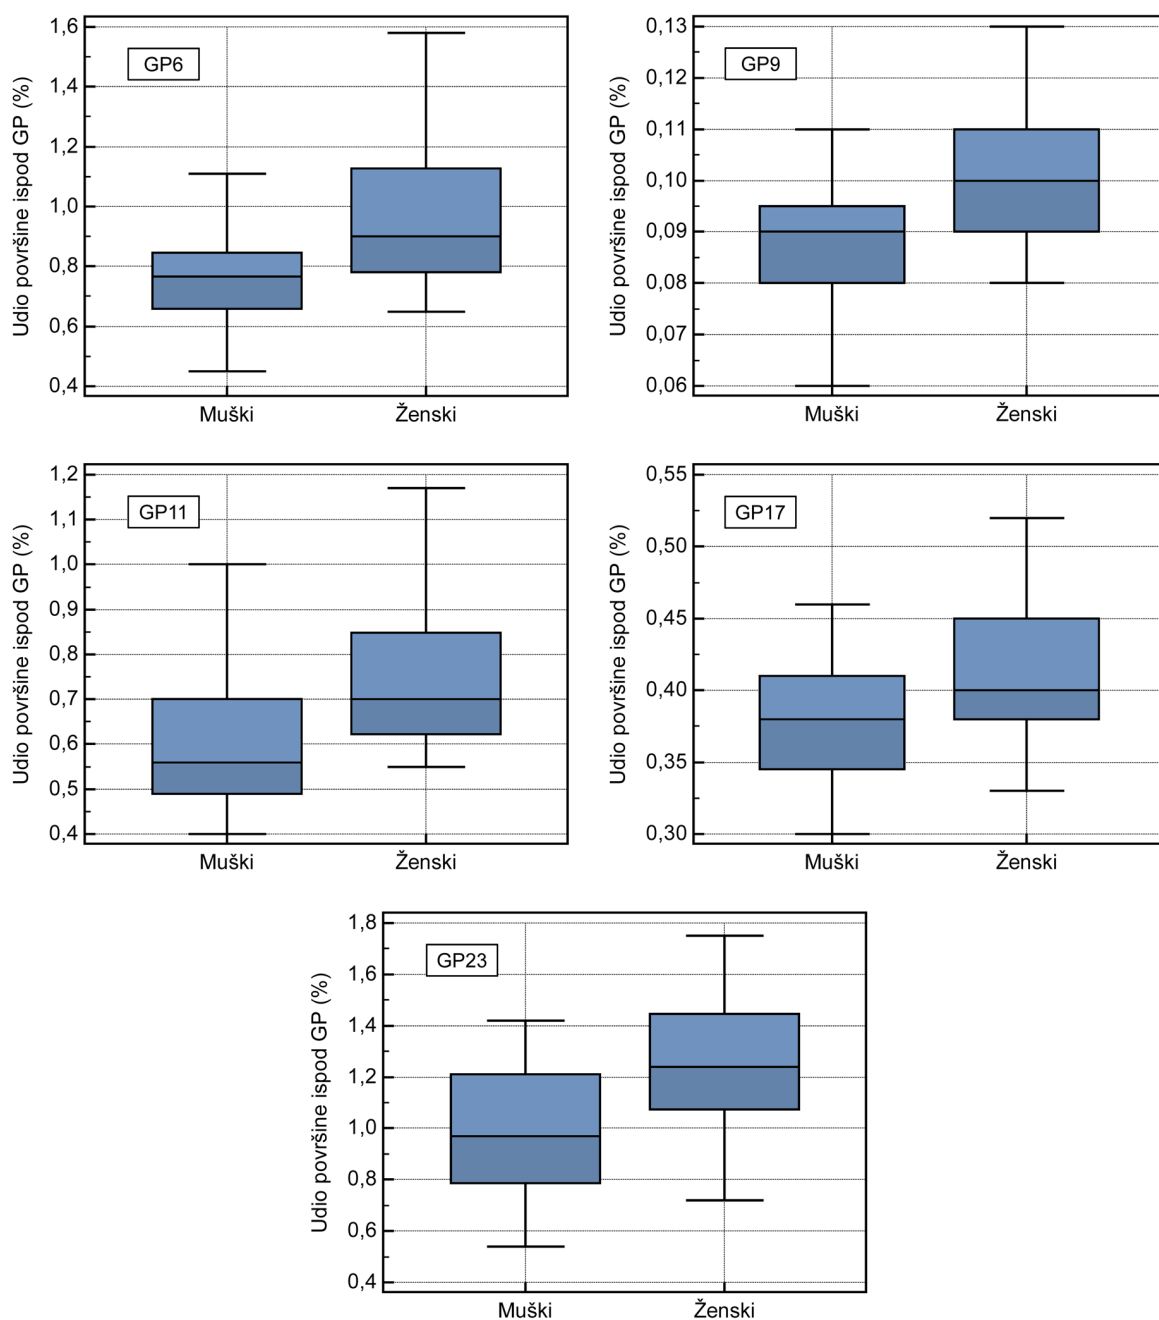 GP6
Udio površine ispod GP (%)
1,6
1,4
1,2
1,0
0,8
0,6
0,4
Muški Ženski
GP9
Udio površine ispod GP (%)
0,13
0,12
0,11
0,10
0,09
0,08
0,07
0,06
Muški Ženski
GP11
Udio površine ispod GP (%)
1,2
1,1
1,0
0,9
0,8
0,7
0,6
0,5
0,4
Muški Ženski
GP17
Udio površine ispod GP (%)
0,55
0,50
0,45
0,40
0,35
0,30
Muški Ženski
GP23
Udio površine ispod GP (%)
1,8
1,6
1,4
1,2
1,0
0,8
0,6
0,4
Muški Ženski